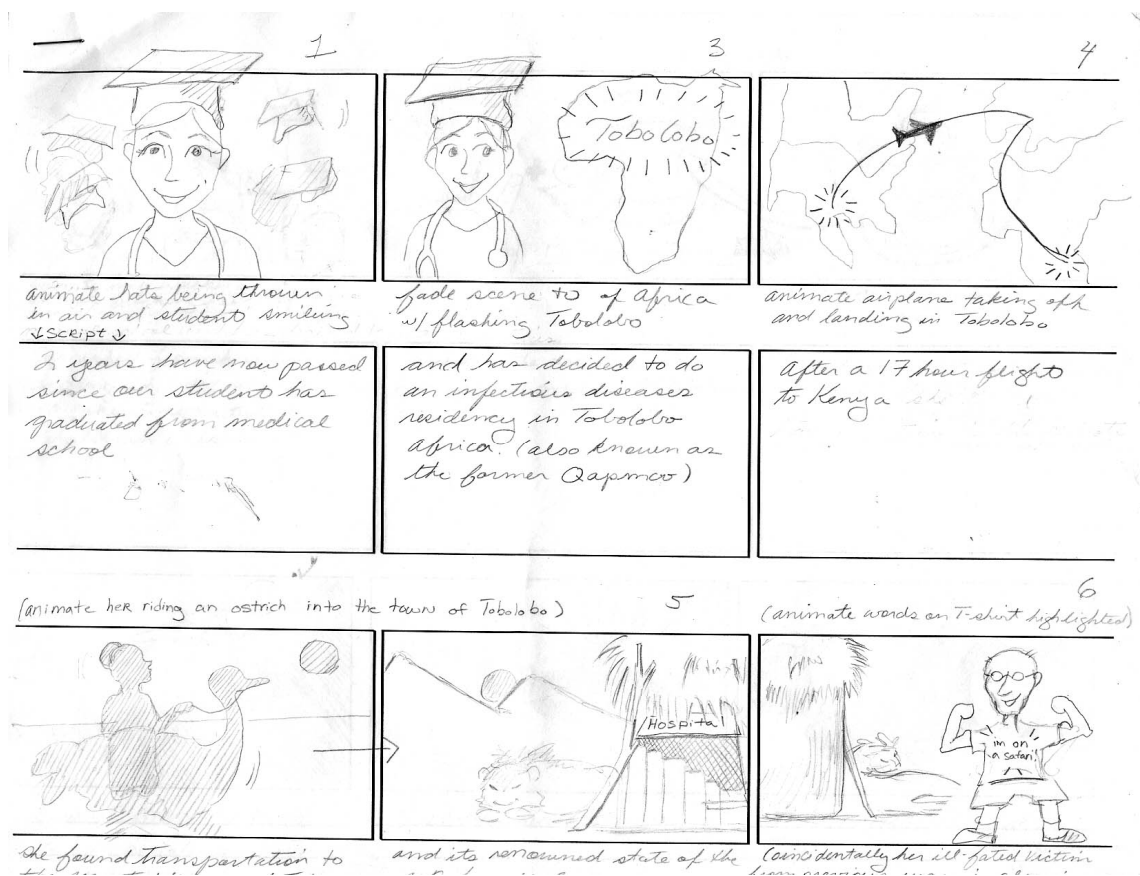 1
3
4
Tobolobo
animate hats being thrown
in air and student smiling
↓Script↓
fade scene to of Africa
w/ flashing Tobolobo
animate airplane taking off
and landing in Tobolobo
2 years have now passed
since our student has
graduated from medical
school
and has decided to do
an infectious diseases
residency in Tobolobo
Africa. (also known as
the former Qapmoo)
After a 17 hour flight
to Kenya
(animate her riding an ostrich into the town of Tobolobo)
5
6
(animate words on T-shirt highlighted)
Hospital
im on
a safari!
she found transportation to
and its renowned state of the
Coincidentally her ill-fated victim